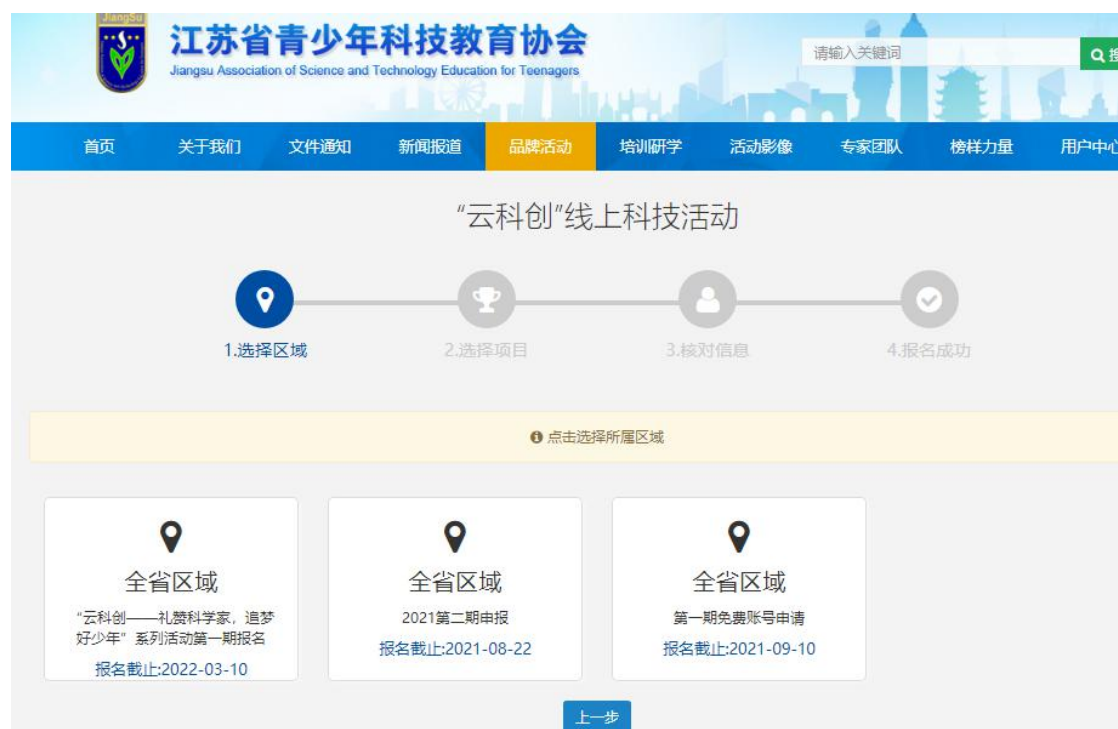 JiangSu
江苏省青少年科技教育协会
Jiangsu Association of Science and Technology Education for Teenagers
请输入关键词
搜
首页 关于我们 文件通知 新闻报道 品牌活动 培训研学 活动影像 专家团队 榜样力量 用户中心
“云科创”线上科技活动
1.选择区域 2.选择项目 3.核对信息 4.报名成功
点击选择所属区域
全省区域
“云科创——礼赞科学家，追梦
好少年”系列活动第一期报名
报名截止:2022-03-10
全省区域
2021第二期申报
报名截止:2021-08-22
全省区域
第一期免费账号申请
报名截止:2021-09-10
上一步